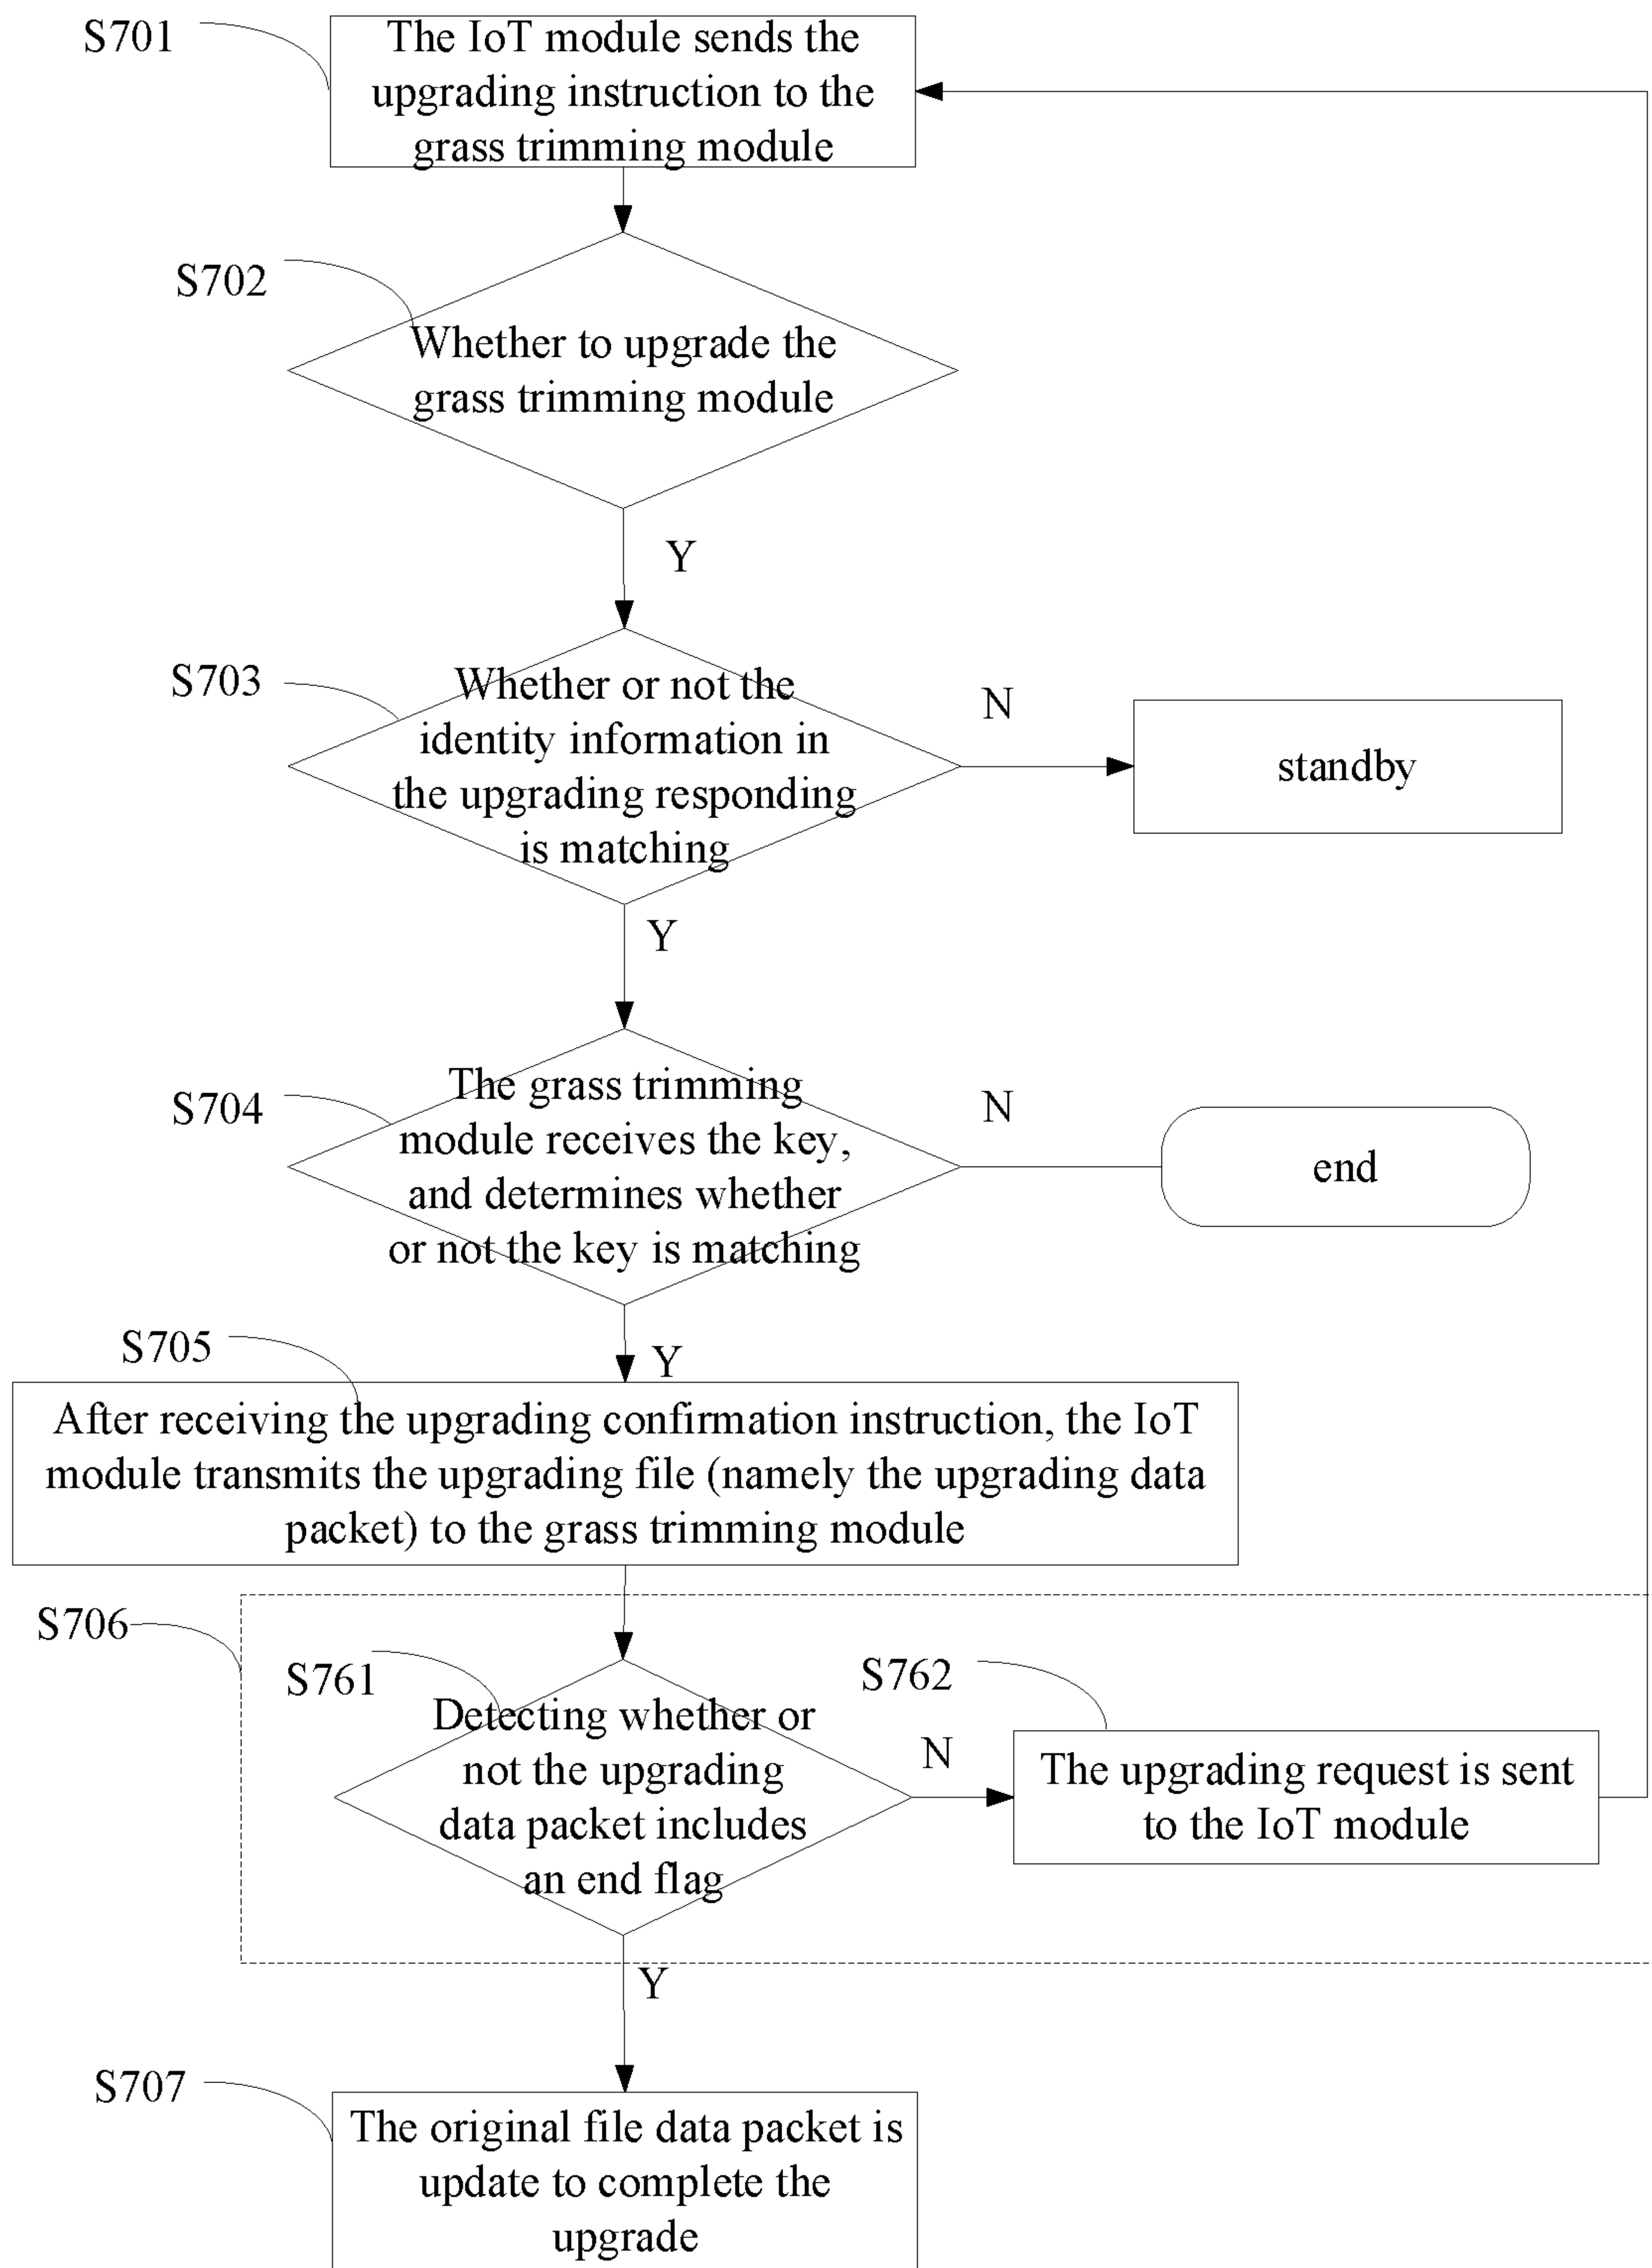 S701
The IoT module sends the
upgrading instruction to the
grass trimming module
S702
Whether to upgrade the
grass trimming module
Y
S703
Whether or not the
identity information in
the upgrading responding
is matching
N
standby
Y
S704
The grass trimming
module receives the key,
and determines whether
or not the key is matching
N
end
Y
S705
After receiving the upgrading confirmation instruction, the IoT
module transmits the upgrading file (namely the upgrading data
packet) to the grass trimming module
S706
S761
Detecting whether or
not the upgrading
data packet includes
an end flag
N
S762
The upgrading request is sent
to the IoT module
Y
S707
The original file data packet is
update to complete the
upgrade